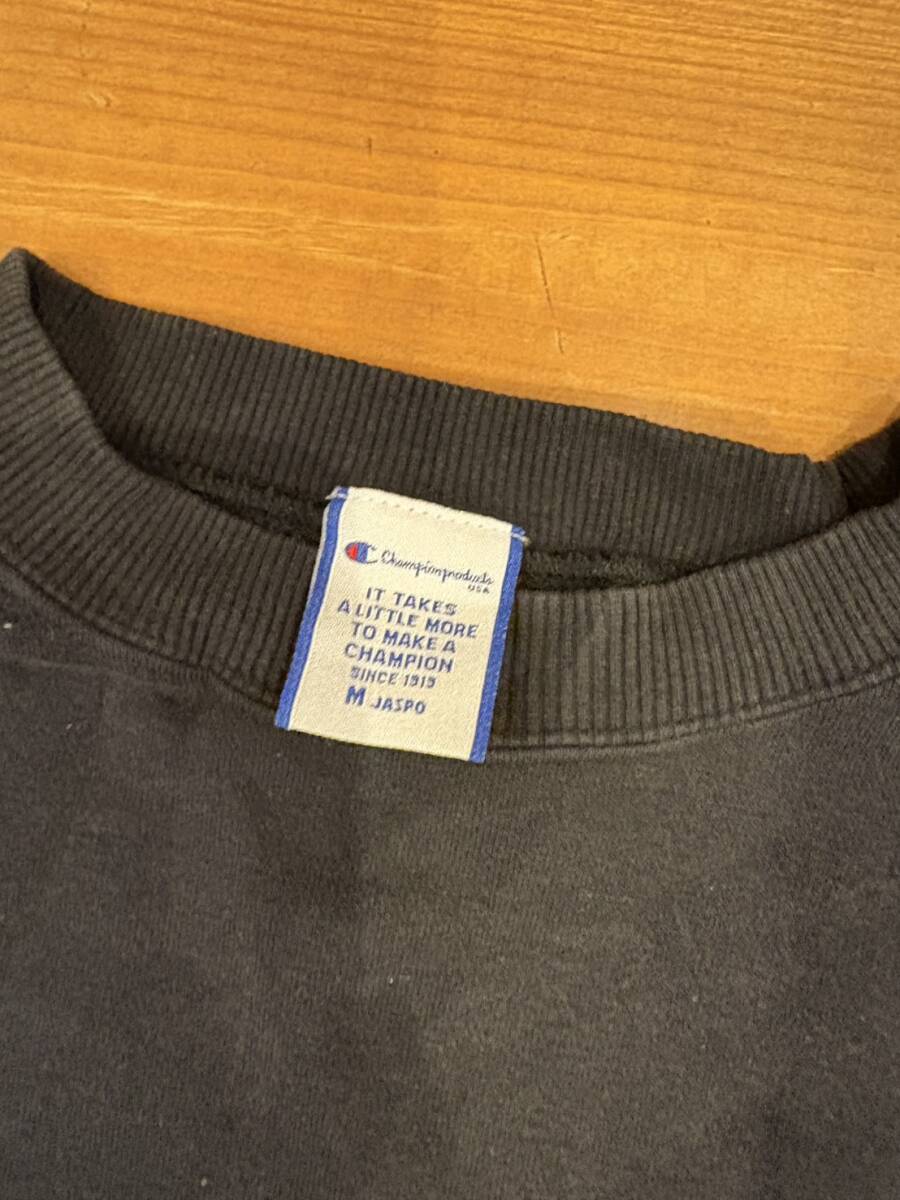 Championproducts
USA
IT TAKES
A LITTLE MORE
TO MAKE A
CHAMPION
SINCE 1919
M JASPO